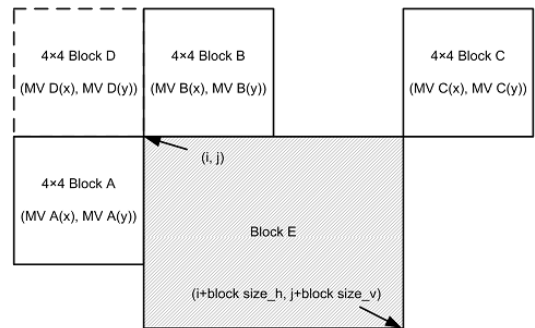 4×4 Block D
(MV D(x), MV D(y))
4×4 Block B
(MV B(x), MV B(y))
4×4 Block C
(MV C(x), MV C(y))
(i, j)
4×4 Block A
(MV A(x), MV A(y))
Block E
(i+block size_h, j+block size_v)